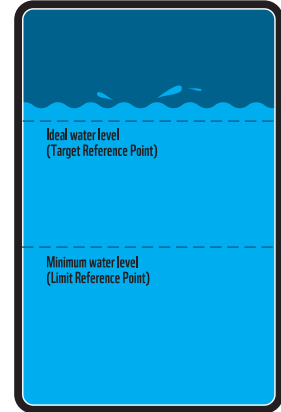 Ideal water level
(Target Reference Point)
Minimum water level
(Limit Reference Point)